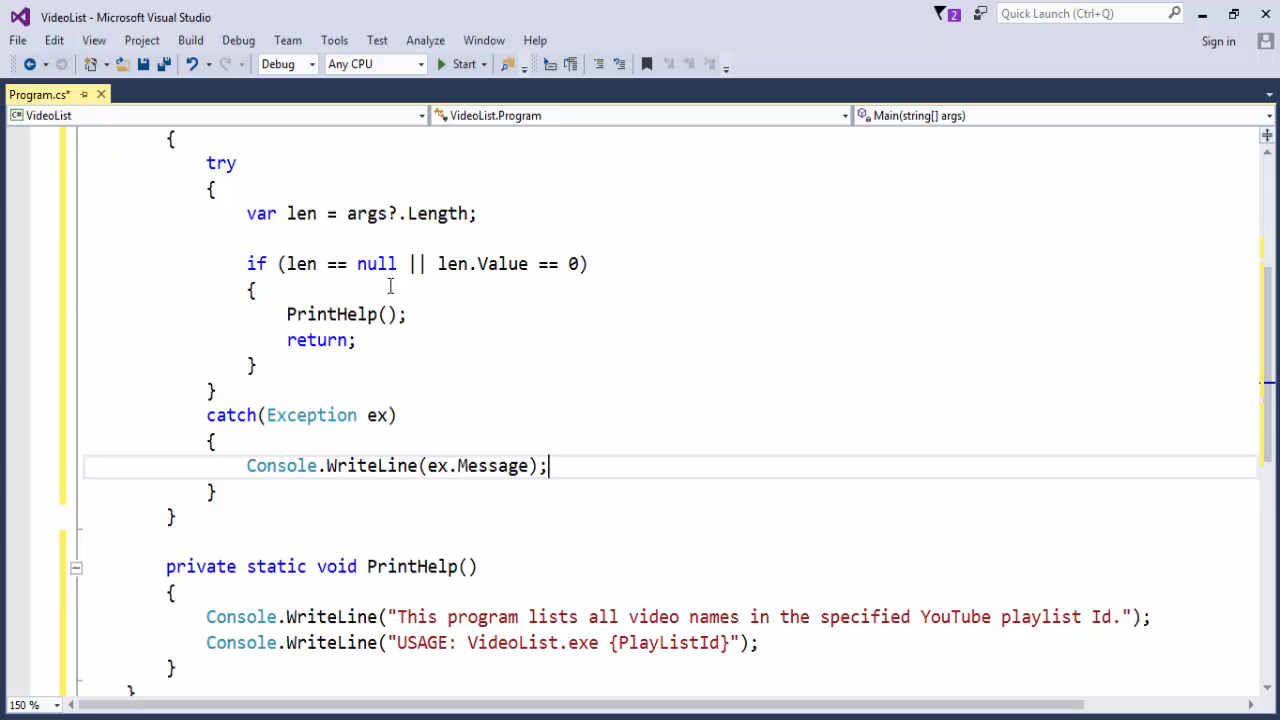 VideoList - Microsoft Visual Studio
2
Quick Launch (Ctrl+Q)
File Edit View Project Build Debug Team Tools Test Analyze Window Help
Sign in
Debug Any CPU Start
Program.cs*
VideoList VideoList.Program Main(string[] args)
{
try
{
var len = args?.Length;
if (len == null || len.Value == 0)
{
PrintHelp();
return;
}
}
catch(Exception ex)
{
Console.WriteLine(ex.Message);
}
}
private static void PrintHelp()
{
Console.WriteLine("This program lists all video names in the specified YouTube playlist Id.");
Console.WriteLine("USAGE: VideoList.exe {PlayListId}");
}
}
150 %